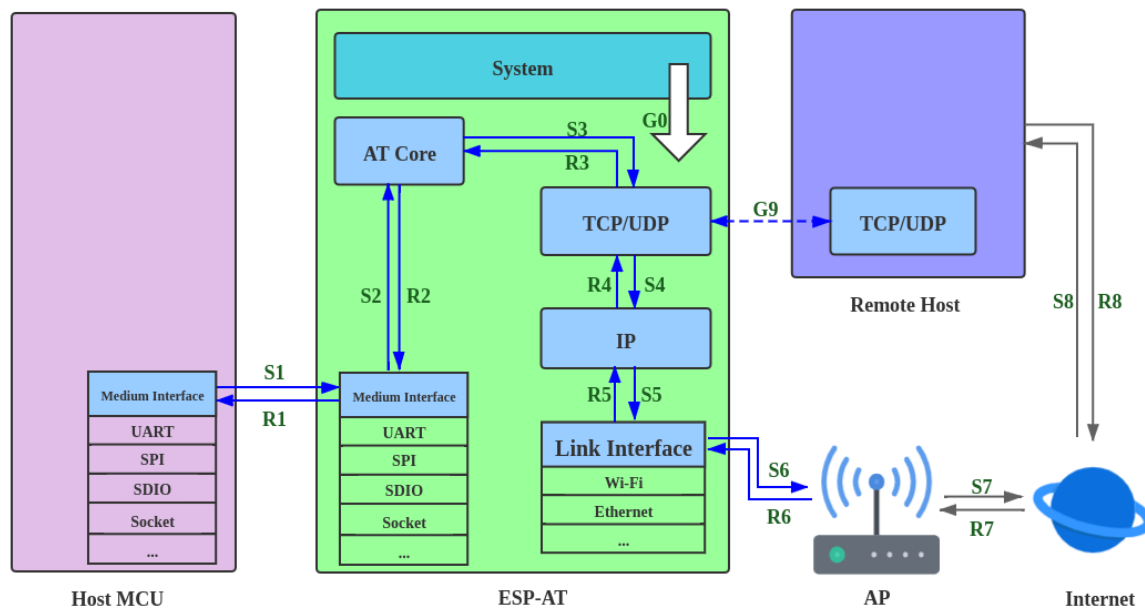 System
G0
AT Core
S3
R3
TCP/UDP
G9
TCP/UDP
S2
R2
R4
S4
S8
R8
Remote Host
IP
S1
R1
Medium Interface
UART
SPI
SDIO
Socket
...
Medium Interface
UART
SPI
SDIO
Socket
...
R5
S5
Link Interface
Wi-Fi
Ethernet
...
S6
R6
S7
R7
Host MCU
ESP-AT
AP
Internet